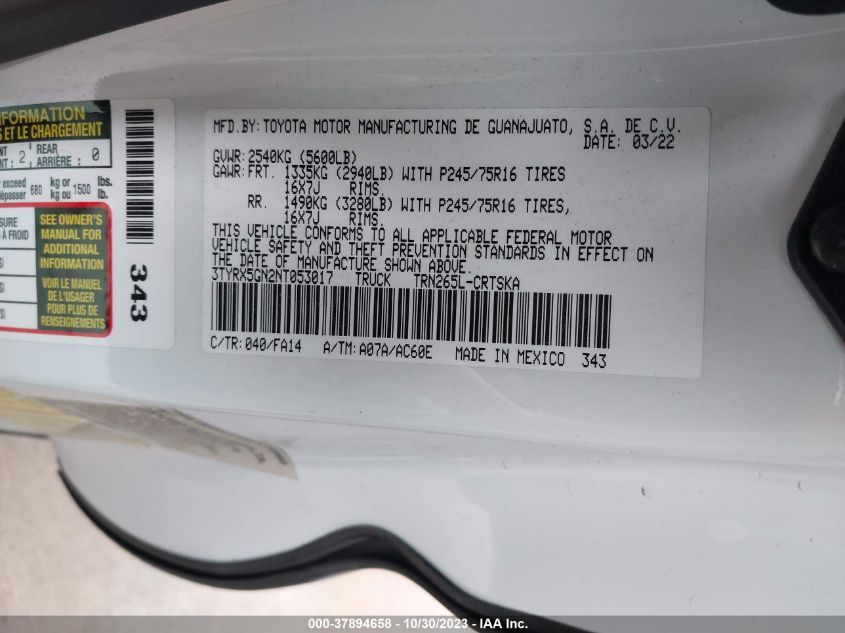 INFORMATION
S ET LE CHARGEMENT
NT: 2 REAR ARRIÈRE: 0
exceed 680 kg or kg ou 1500 lbs. lb.
SURE
À FROID
SEE OWNER'S
MANUAL FOR
ADDITIONAL
INFORMATION
VOIR LE MANUEL
DE L'USAGER
POUR PLUS DE
RENSEIGNEMENTS
343
MFD.BY: TOYOTA MOTOR MANUFACTURING DE GUANAJUATO, S.A. DE C.V.
DATE: 03/22
GVWR: 2540KG (5600LB)
GAWR: FRT. 1335KG (2940LB) WITH P245/75R16 TIRES
16X7J RIMS,
RR. 1490KG (3280LB) WITH P245/75R16 TIRES,
16X7J RIMS,
THIS VEHICLE CONFORMS TO ALL APPLICABLE FEDERAL MOTOR
VEHICLE SAFETY AND THEFT PREVENTION STANDARDS IN EFFECT ON
THE DATE OF MANUFACTURE SHOWN ABOVE.
3TYRX5GN2NT053017 TRUCK TRN265L-CRTSKA
C/TR: 040/FA14 A/TM: A07A/AC60E MADE IN MEXICO 343
000-37894658 - 10/30/2023 - IAA Inc.